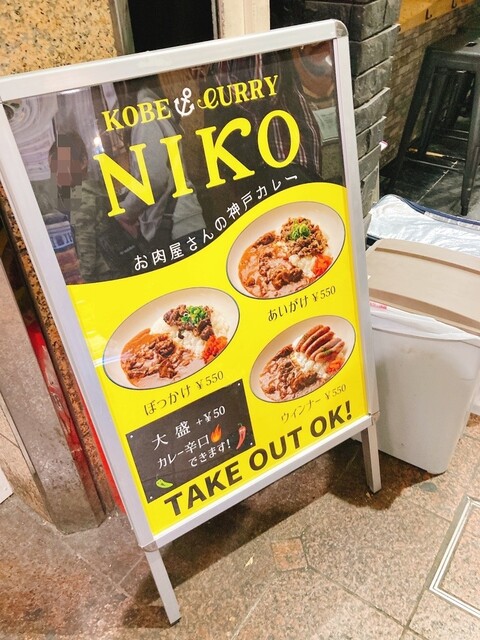 KOBE CURRY
NIKO
お肉屋さんの神戸カレー
あいがけ ¥550
ぼっかけ ¥550
ウィンナー ¥550
大盛 +¥50
カレー辛口
できます!
TAKE OUT OK!